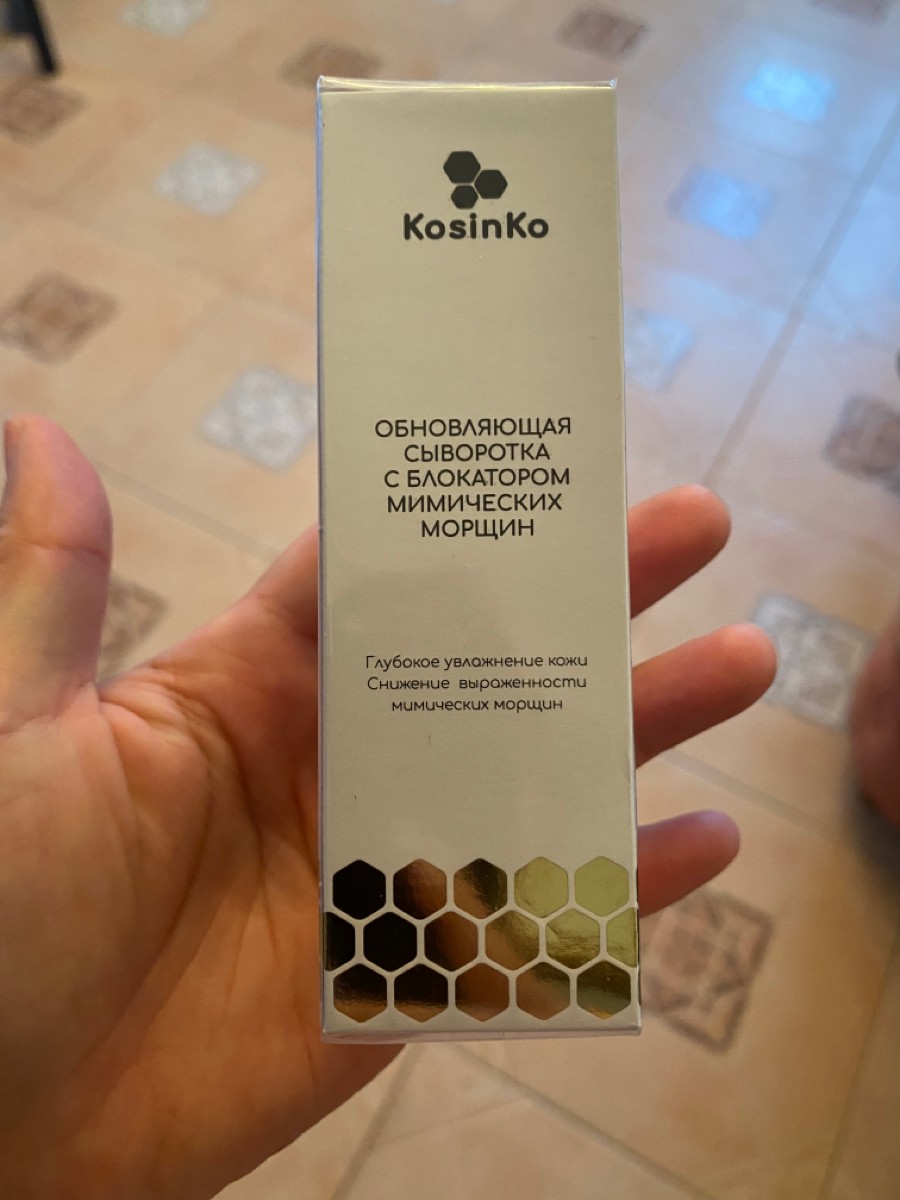 KosinKo
ОБНОВЛЯЮЩАЯ
СЫВОРОТКА
С БЛОКАТОРОМ
МИМИЧЕСКИХ
МОРЩИН
Глубокое увлажнение кожи
Снижение выраженности
мимических морщин